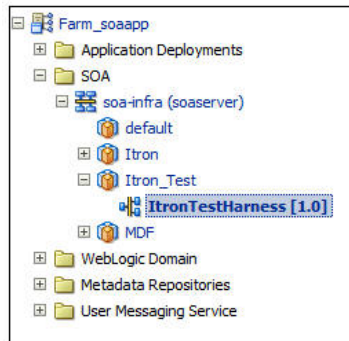 Farm_soaapp
Application Deployments
SOA
soa-infra (soaserver)
default
Itron
Itron_Test
ItronTestHarness [1.0]
MDF
WebLogic Domain
Metadata Repositories
User Messaging Service